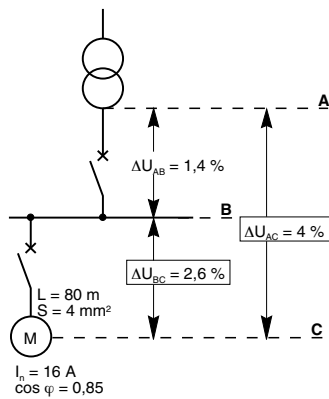 A
ΔU_AB = 1,4 %
B
ΔU_AC = 4 %
ΔU_BC = 2,6 %
L = 80 m
S = 4 mm²
C
M
I_n = 16 A
cos φ = 0,85